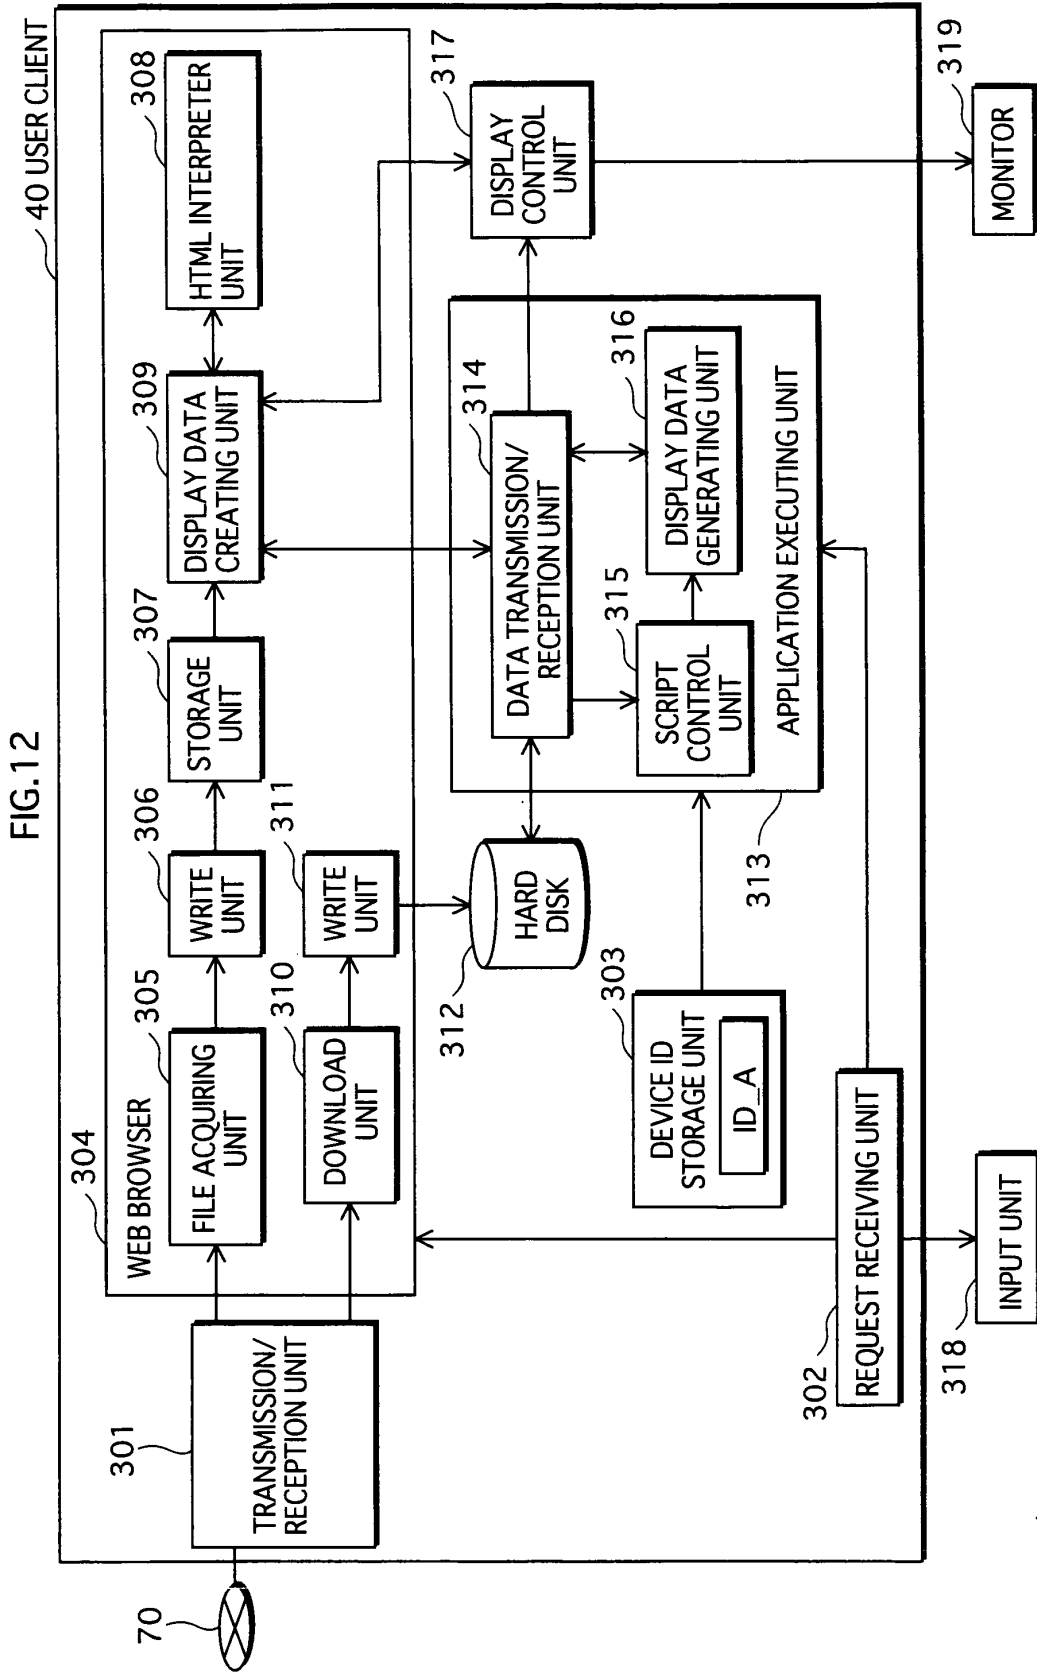 FIG.12
40 USER CLIENT
304
WEB BROWSER
305
FILE ACQUIRING
UNIT
306
WRITE
UNIT
307
STORAGE
UNIT
309
DISPLAY DATA
CREATING UNIT
308
HTML INTERPRETER
UNIT
310
DOWNLOAD
UNIT
311
WRITE
UNIT
70
301
TRANSMISSION/
RECEPTION UNIT
312
HARD
DISK
314
DATA TRANSMISSION/
RECEPTION UNIT
317
DISPLAY
CONTROL
UNIT
303
DEVICE ID
STORAGE UNIT
ID_A
315
SCRIPT
CONTROL
UNIT
316
DISPLAY DATA
GENERATING UNIT
313
APPLICATION EXECUTING UNIT
302
REQUEST RECEIVING UNIT
318
INPUT UNIT
319
MONITOR